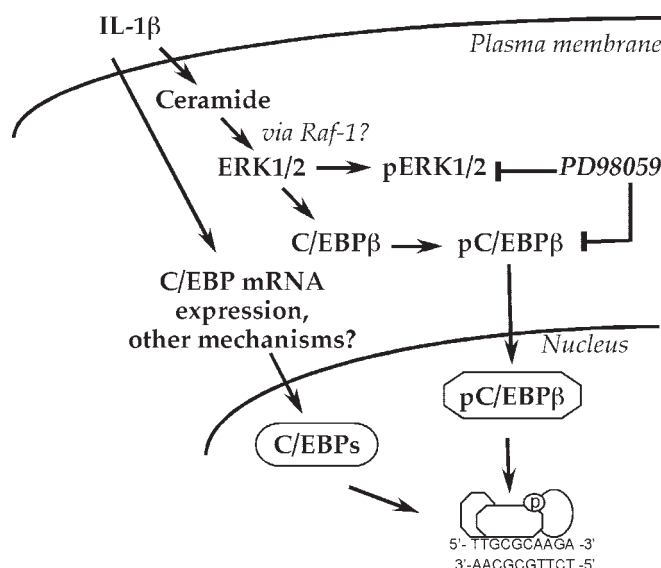 IL-1β
Plasma membrane
Ceramide
via Raf-1?
ERK1/2
pERK1/2
PD98059
C/EBPβ
pC/EBPβ
C/EBP mRNA
expression,
other mechanisms?
Nucleus
pC/EBPβ
C/EBPs
p
5'- TTGCGCAAGA -3'
3'-AACGCGTTCT -5'